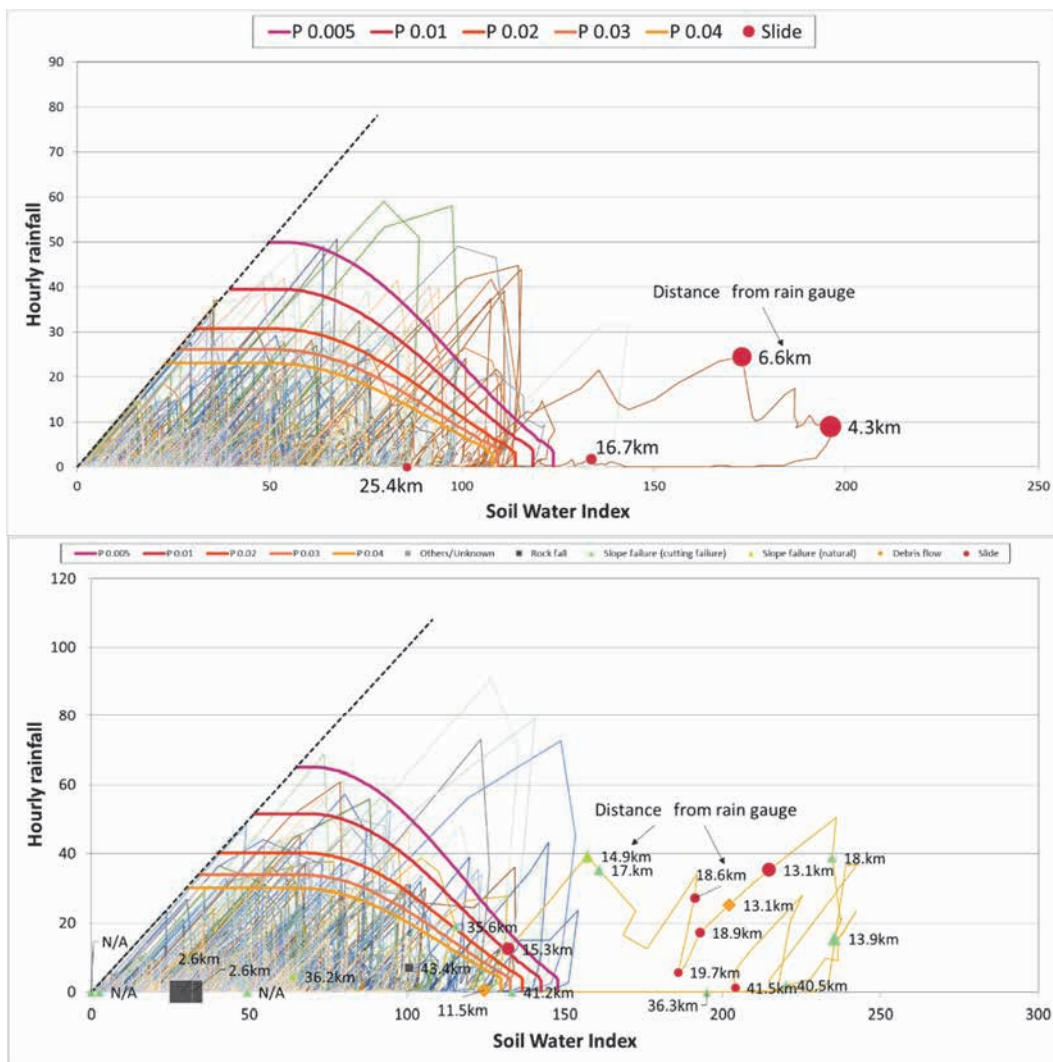 P 0.005 P 0.01 P 0.02 P 0.03 P 0.04 Slide
Hourly rainfall
90
80
70
60
50
40
30
20
10
0
Distance from rain gauge
6.6km
4.3km
16.7km
25.4km
0 50 100 150 200 250
Soil Water Index
P 0.005 P 0.01 P 0.02 P 0.03 P 0.04 Others/Unknown Rock fall Slope failure (cutting failure) Slope failure (natural) Debris flow Slide
Hourly rainfall
120
100
80
60
40
20
0
Distance from rain gauge
14.9km
17.km
18.6km
13.1km
18.km
13.1km
35.6km
15.3km
18.9km
13.9km
N/A
2.6km
2.6km
36.2km
43.4km
19.7km
N/A
N/A
11.5km
41.2km
36.3km
41.5km
40.5km
0 50 100 150 200 250 300
Soil Water Index